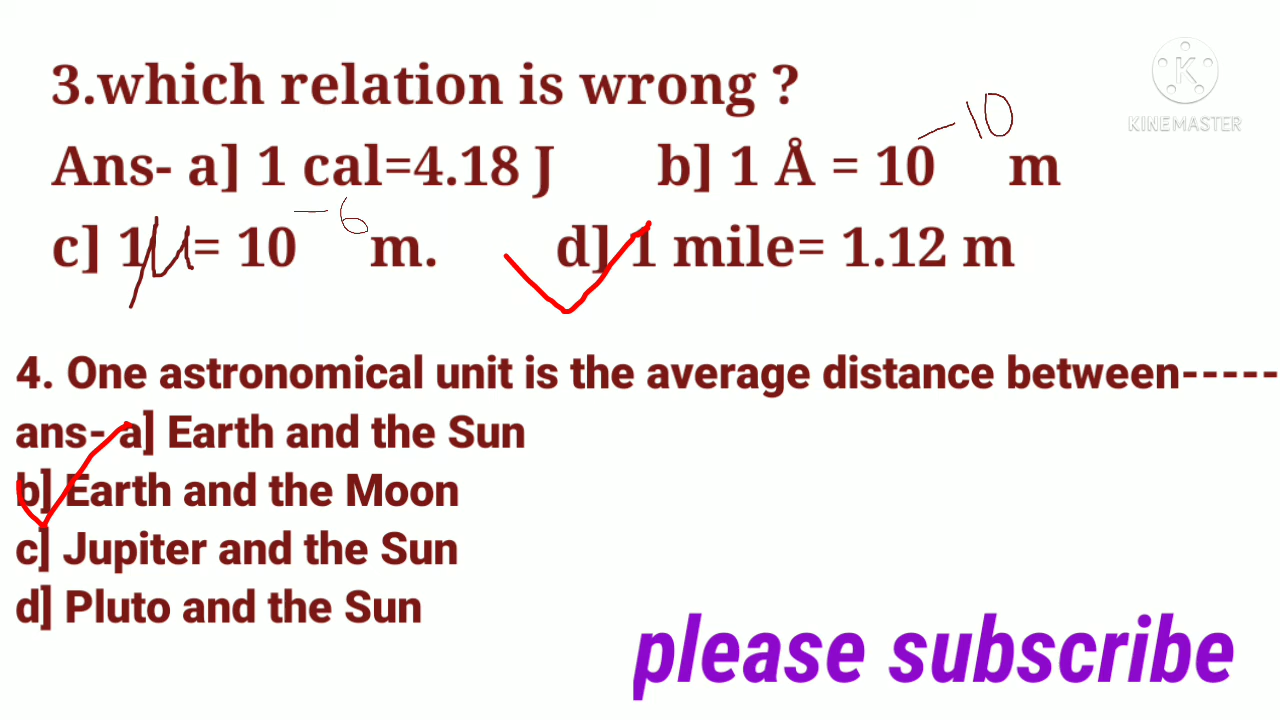 3.which relation is wrong ?
KINEMASTER
Ans- a] 1 cal=4.18 J b] 1 Å = 10⁻¹⁰ m
c] 1μ= 10⁻⁶ m. d] 1 mile= 1.12 m
4. One astronomical unit is the average distance between-----
ans- a] Earth and the Sun
b] Earth and the Moon
c] Jupiter and the Sun
d] Pluto and the Sun
please subscribe